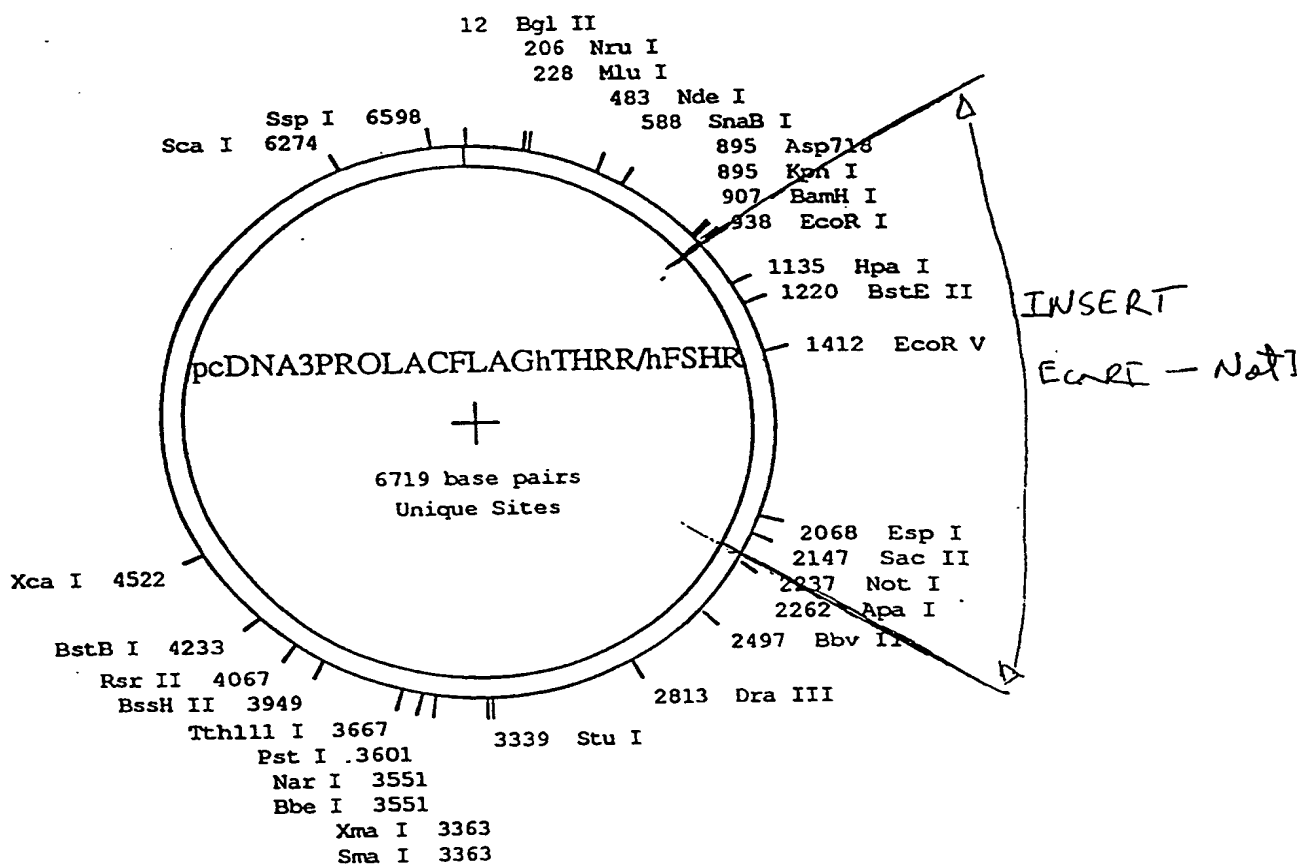 12 Bgl II
206 Nru I
228 Mlu I
483 Nde I
588 SnaB I
895 Asp718
895 Kpn I
907 BamH I
938 EcoR I
1135 Hpa I
1220 BstE II
1412 EcoR V
INSERT
EcoRI - NotI
2068 Esp I
2147 Sac II
2237 Not I
2262 Apa I
2497 Bbv II
2813 Dra III
3339 Stu I
Sma I 3363
Xma I 3363
Bbe I 3551
Nar I 3551
Pst I .3601
Tth111 I 3667
BssH II 3949
Rsr II 4067
BstB I 4233
Xca I 4522
Sca I 6274
Ssp I 6598
pcDNA3PROLACFLAGhTHRR/hFSHR
6719 base pairs
Unique Sites